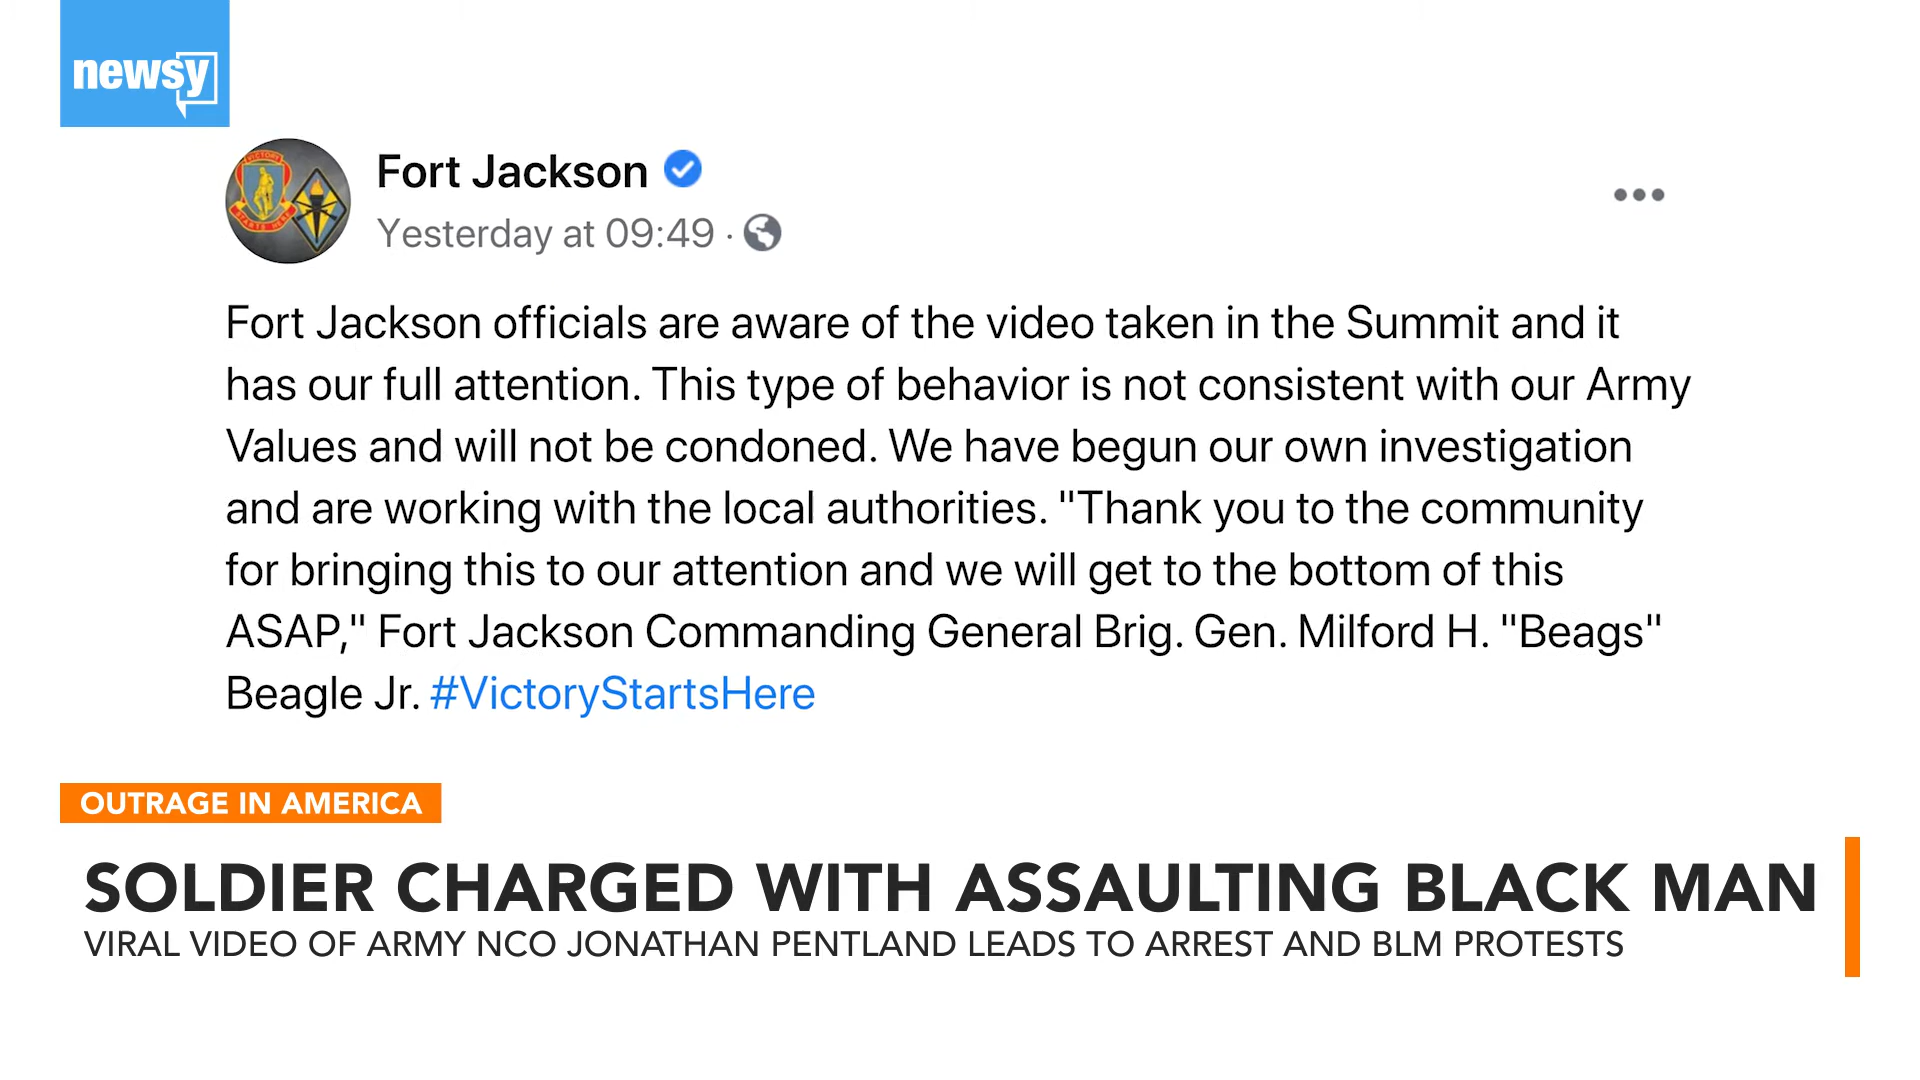 newsy
VICTORY
STARTS HERE
Fort Jackson
Yesterday at 09:49 ·
Fort Jackson officials are aware of the video taken in the Summit and it
has our full attention. This type of behavior is not consistent with our Army
Values and will not be condoned. We have begun our own investigation
and are working with the local authorities. "Thank you to the community
for bringing this to our attention and we will get to the bottom of this
ASAP," Fort Jackson Commanding General Brig. Gen. Milford H. "Beags"
Beagle Jr. #VictoryStartsHere
OUTRAGE IN AMERICA
SOLDIER CHARGED WITH ASSAULTING BLACK MAN
VIRAL VIDEO OF ARMY NCO JONATHAN PENTLAND LEADS TO ARREST AND BLM PROTESTS